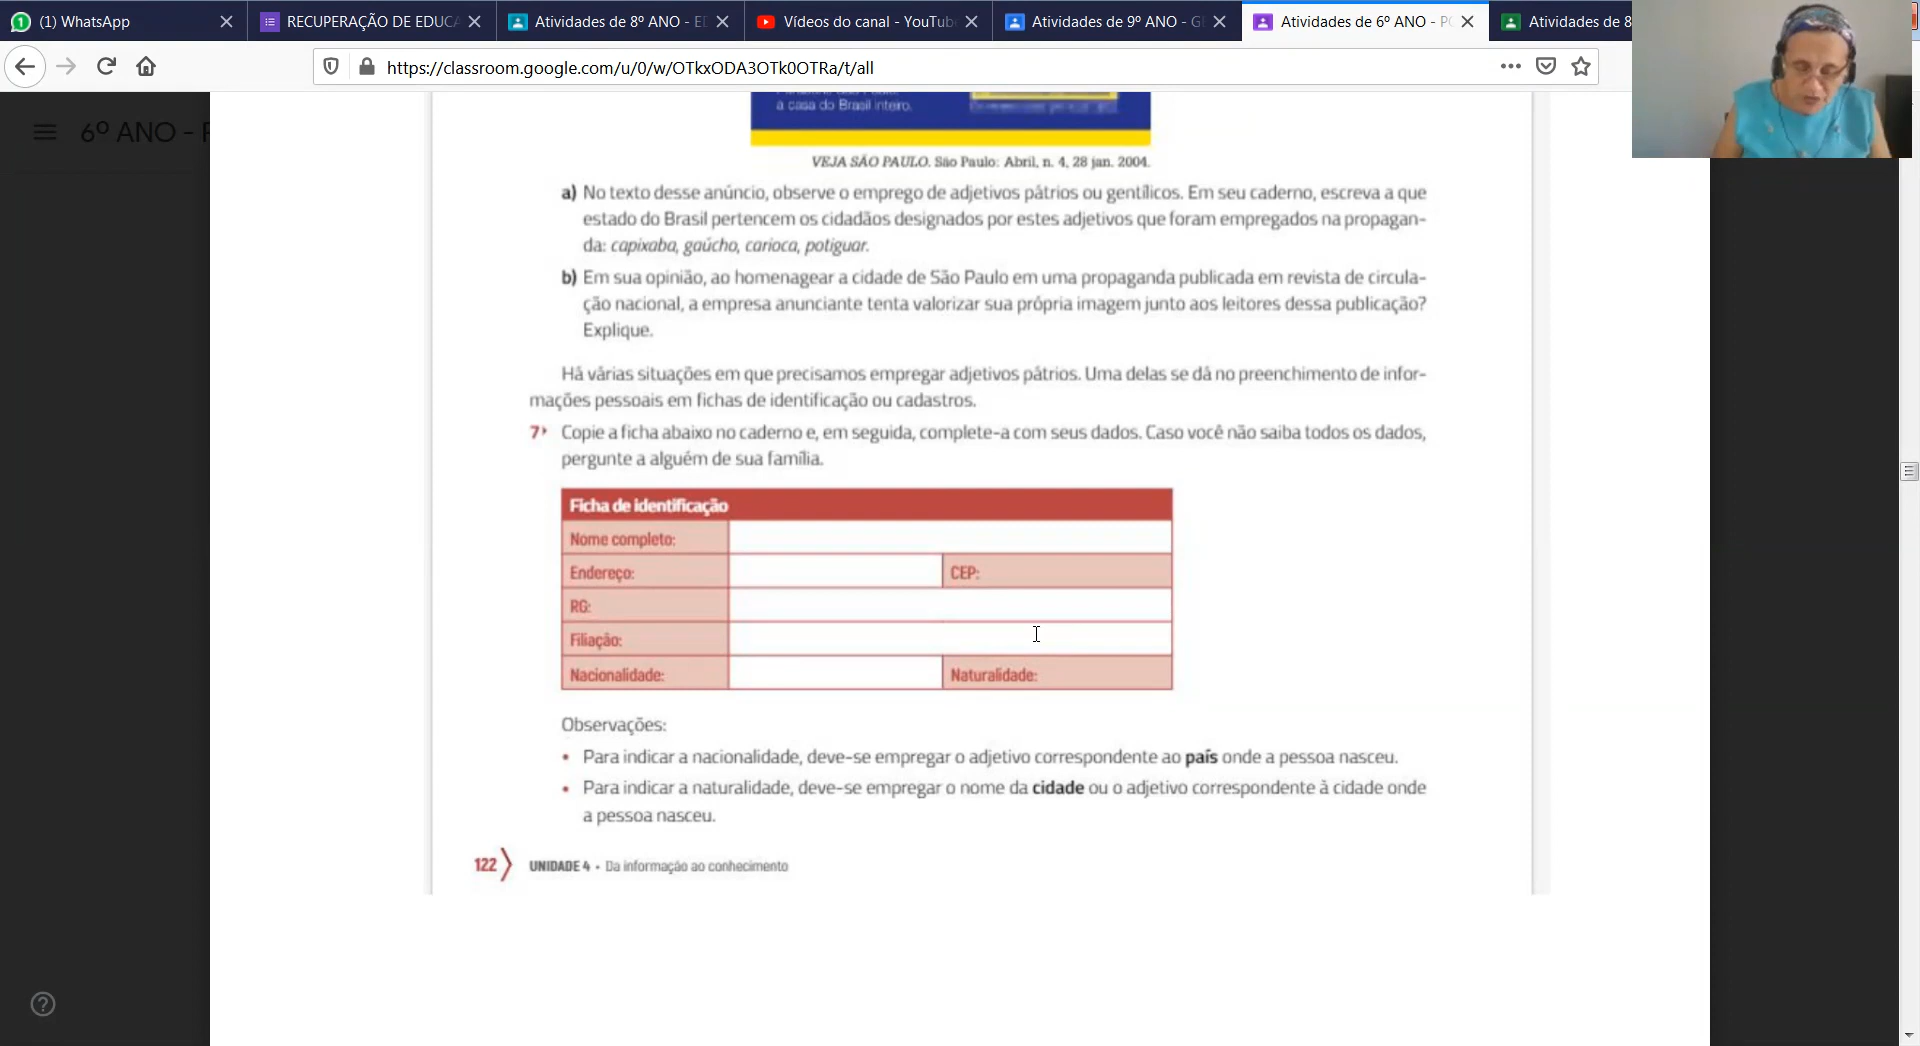 (1) WhatsApp
RECUPERAÇÃO DE EDUCA
Atividades de 8º ANO - E
Vídeos do canal - YouTub
Atividades de 9º ANO - G
Atividades de 6º ANO - P
Atividades de 8
https://classroom.google.com/u/0/w/OTkxODA3OTk0OTRa/t/all
6º ANO - P
a casa do Brasil inteiro.
VEJA SÃO PAULO. São Paulo: Abril, n. 4, 28 jan. 2004.
a) No texto desse anúncio, observe o emprego de adjetivos pátrios ou gentílicos. Em seu caderno, escreva a que
estado do Brasil pertencem os cidadãos designados por estes adjetivos que foram empregados na propagan-
da: capixaba, gaúcho, carioca, potiguar.
b) Em sua opinião, ao homenagear a cidade de São Paulo em uma propaganda publicada em revista de circula-
ção nacional, a empresa anunciante tenta valorizar sua própria imagem junto aos leitores dessa publicação?
Explique.
Há várias situações em que precisamos empregar adjetivos pátrios. Uma delas se dá no preenchimento de infor-
mações pessoais em fichas de identificação ou cadastros.
7 Copie a ficha abaixo no caderno e, em seguida, complete-a com seus dados. Caso você não saiba todos os dados,
pergunte a alguém de sua família.
Ficha de identificação
Nome completo:
Endereço: CEP:
RG:
Filiação:
Nacionalidade: Naturalidade:
Observações:
• Para indicar a nacionalidade, deve-se empregar o adjetivo correspondente ao país onde a pessoa nasceu.
• Para indicar a naturalidade, deve-se empregar o nome da cidade ou o adjetivo correspondente à cidade onde
a pessoa nasceu.
122 UNIDADE 4 • Da informação ao conhecimento